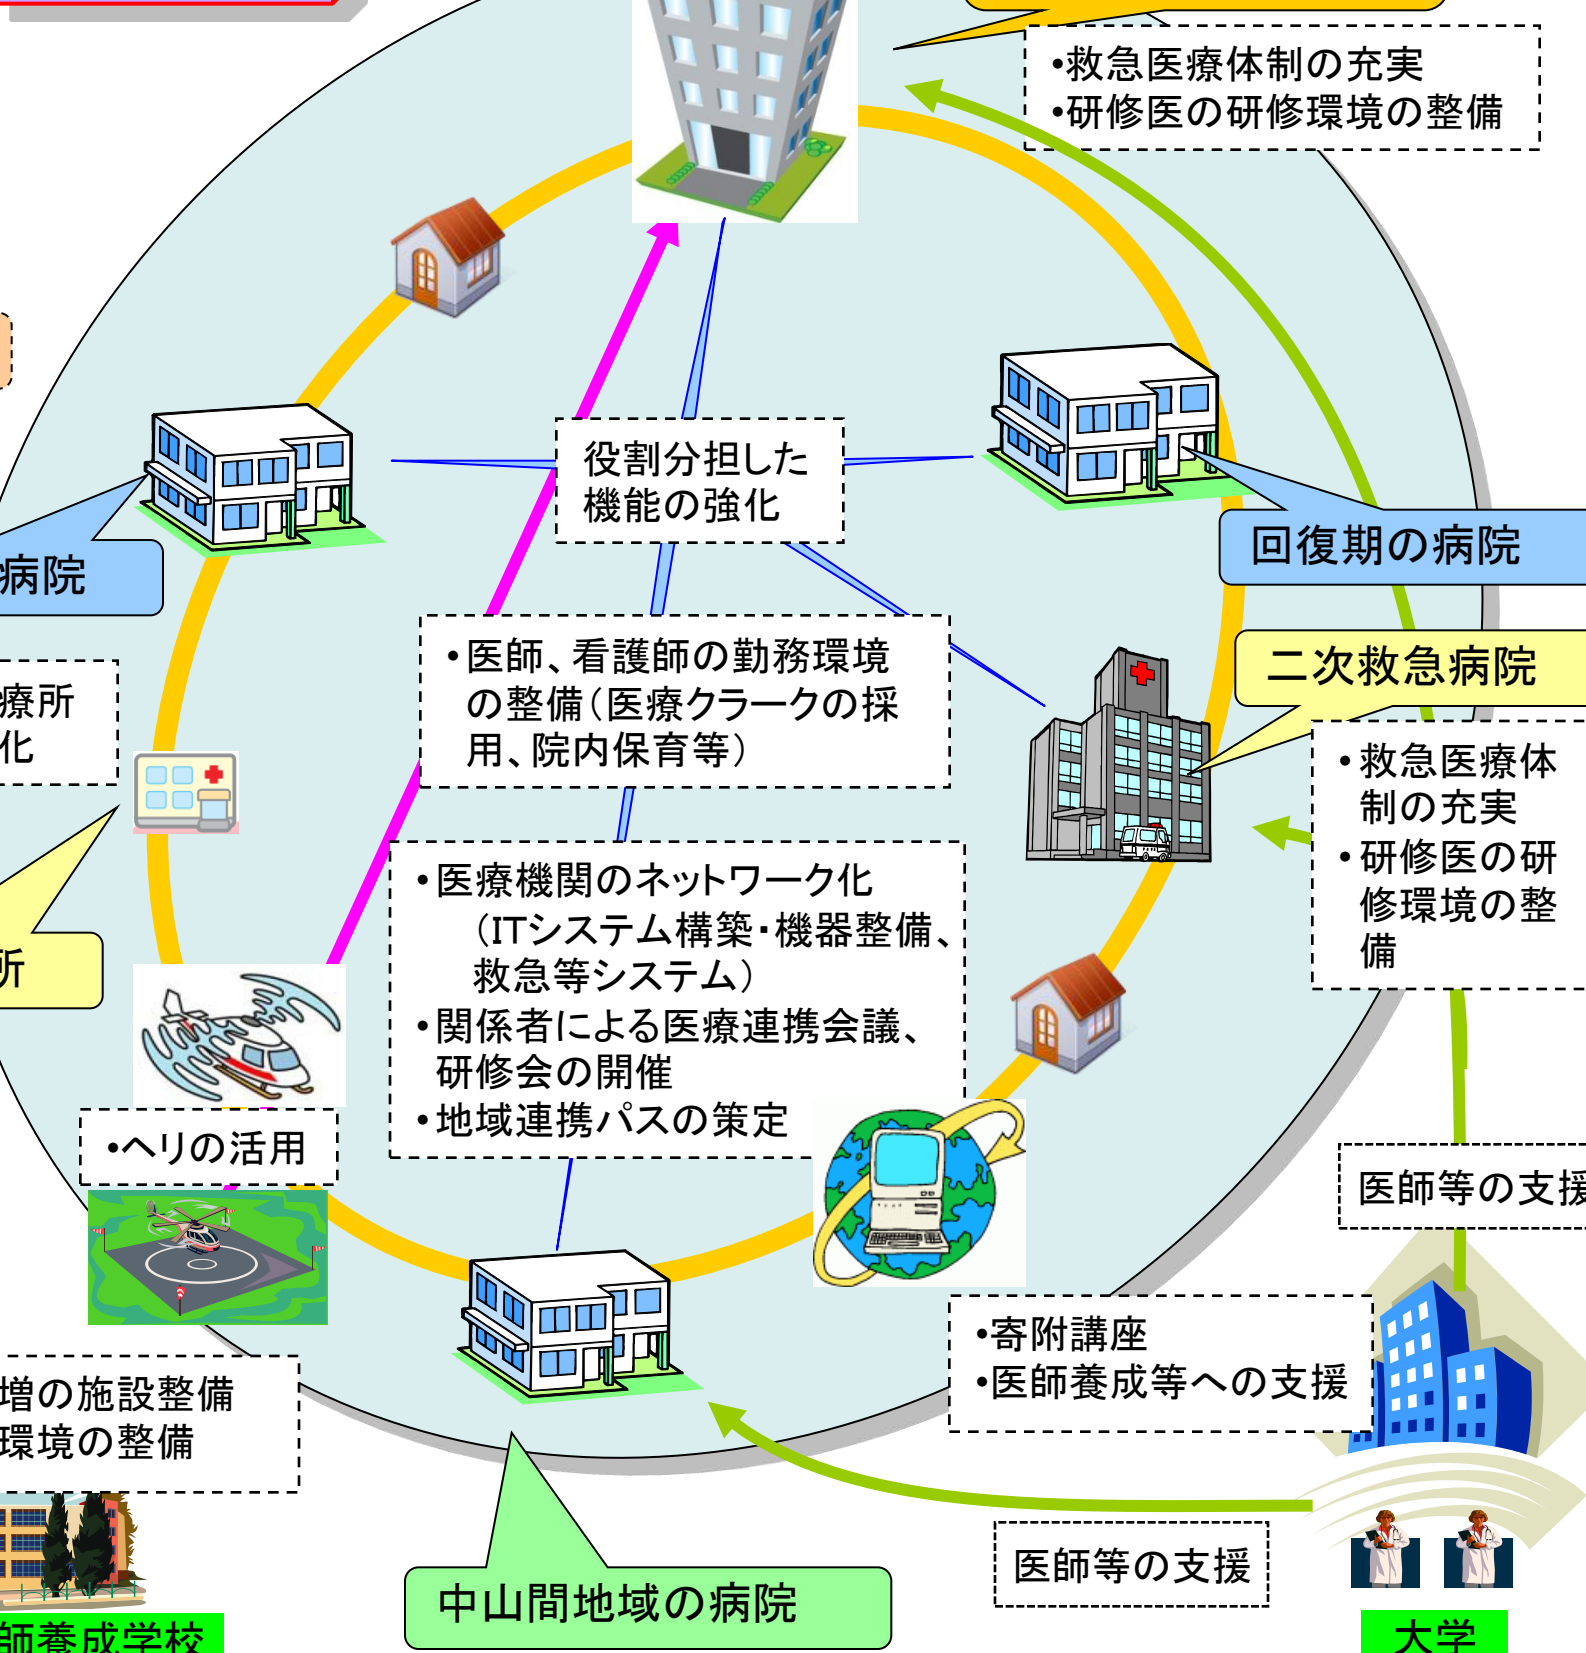 •救急医療体制の充実
•研修医の研修環境の整備
役割分担した
機能の強化
回復期の病院
病院
•医師、看護師の勤務環境
の整備（医療クラークの採
用、院内保育等）
二次救急病院
療所
化
•救急医療体
制の充実
•研修医の研
修環境の整
備
•医療機関のネットワーク化
（ITシステム構築・機器整備、
救急等システム）
•関係者による医療連携会議、
研修会の開催
•地域連携パスの策定
所
•ヘリの活用
医師等の支援
•寄附講座
•医師養成等への支援
増の施設整備
環境の整備
医師等の支援
中山間地域の病院
師養成学校
大学